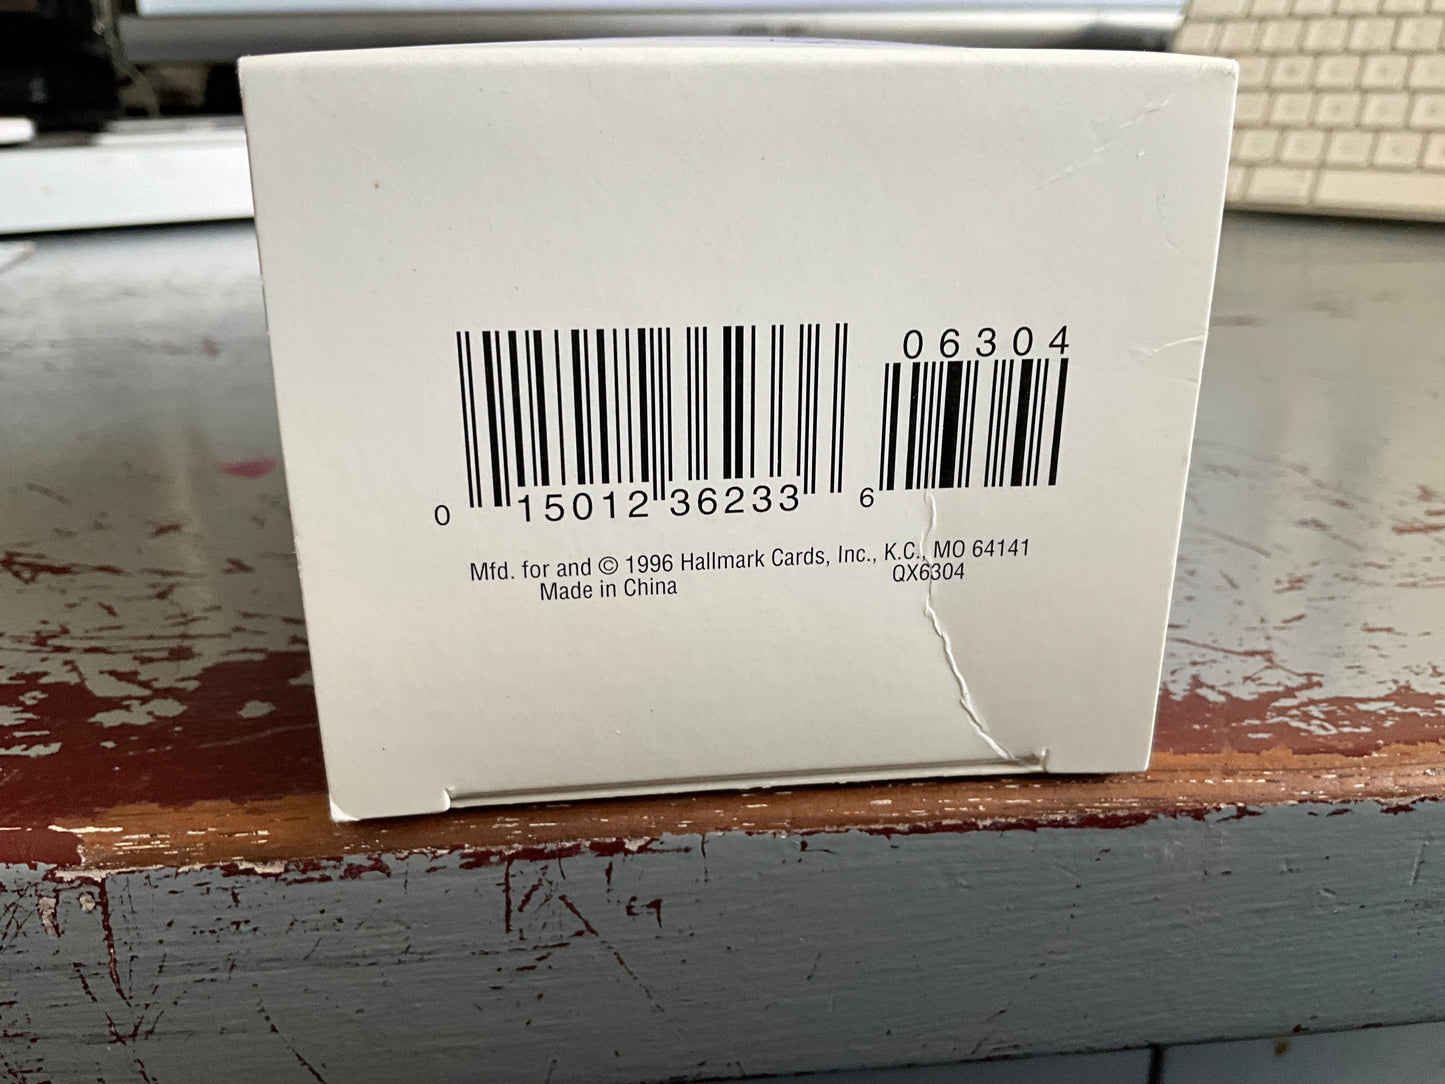 06304
0 15012 36233 6
Mfd. for and © 1996 Hallmark Cards, Inc., K.C., MO 64141
Made in China QX6304